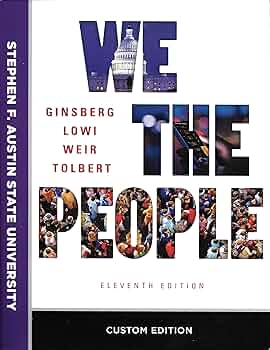 STEPHEN F. AUSTIN STATE UNIVERSITY
WE
GINSBERG
LOWI
WEIR
TOLBERT
THE
PEOPLE
ELEVENTH EDITION
CUSTOM EDITION